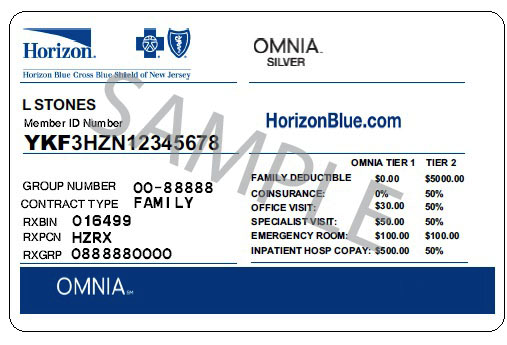 Horizon.
Horizon Blue Cross Blue Shield of New Jersey
OMNIA℠
SILVER
L STONES
Member ID Number
YKF3HZN12345678
HorizonBlue.com
OMNIA TIER 1 TIER 2
FAMILY DEDUCTIBLE $0.00 $5000.00
COINSURANCE: 0% 50%
OFFICE VISIT: $30.00 50%
SPECIALIST VISIT: $50.00 50%
EMERGENCY ROOM: $100.00 $100.00
INPATIENT HOSP COPAY: $500.00 50%
GROUP NUMBER 00-88888
CONTRACT TYPE FAMILY
RXBIN 016499
RXPCN HZRX
RXGRP 0888880000
SAMPLE
OMNIA℠